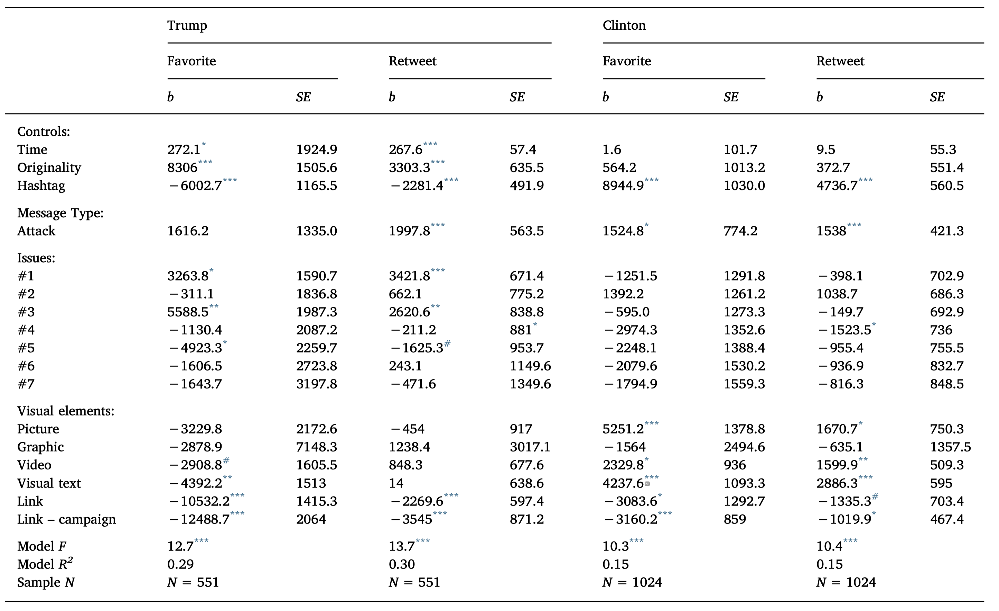 Trump Clinton
Favorite Retweet Favorite Retweet
b SE b SE b SE b SE
Controls:
Time 272.1* 1924.9 267.6*** 57.4 1.6 101.7 9.5 55.3
Originality 8306*** 1505.6 3303.3*** 635.5 564.2 1013.2 372.7 551.4
Hashtag −6002.7*** 1165.5 −2281.4*** 491.9 8944.9*** 1030.0 4736.7*** 560.5
Message Type:
Attack 1616.2 1335.0 1997.8*** 563.5 1524.8* 774.2 1538*** 421.3
Issues:
#1 3263.8* 1590.7 3421.8*** 671.4 −1251.5 1291.8 −398.1 702.9
#2 −311.1 1836.8 662.1 775.2 1392.2 1261.2 1038.7 686.3
#3 5588.5** 1987.3 2620.6** 838.8 −595.0 1273.3 −149.7 692.9
#4 −1130.4 2087.2 −211.2 881* −2974.3 1352.6 −1523.5* 736
#5 −4923.3* 2259.7 −1625.3# 953.7 −2248.1 1388.4 −955.4 755.5
#6 −1606.5 2723.8 243.1 1149.6 −2079.6 1530.2 −936.9 832.7
#7 −1643.7 3197.8 −471.6 1349.6 −1794.9 1559.3 −816.3 848.5
Visual elements:
Picture −3229.8 2172.6 −454 917 5251.2*** 1378.8 1670.7* 750.3
Graphic −2878.9 7148.3 1238.4 3017.1 −1564 2494.6 −635.1 1357.5
Video −2908.8# 1605.5 848.3 677.6 2329.8* 936 1599.9** 509.3
Visual text −4392.2** 1513 14 638.6 4237.6*** 1093.3 2886.3*** 595
Link −10532.2*** 1415.3 −2269.6*** 597.4 −3083.6* 1292.7 −1335.3# 703.4
Link – campaign −12488.7*** 2064 −3545*** 871.2 −3160.2*** 859 −1019.9* 467.4
Model F 12.7*** 13.7*** 10.3*** 10.4***
Model R² 0.29 0.30 0.15 0.15
Sample N N = 551 N = 551 N = 1024 N = 1024